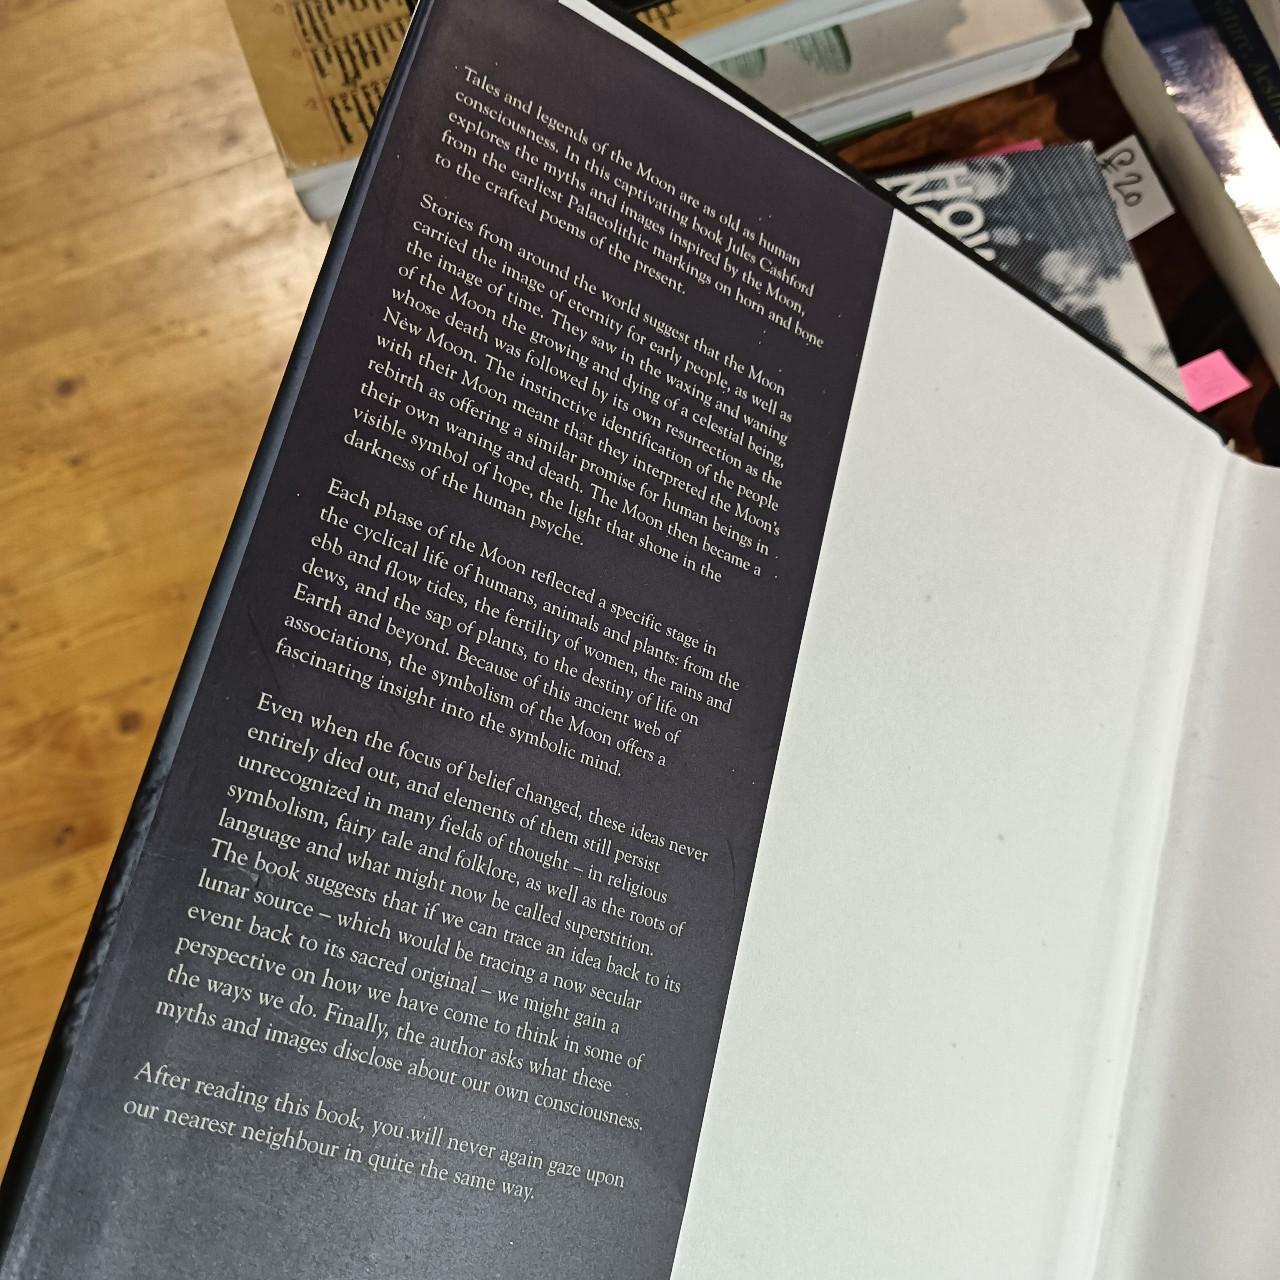 Tales and legends of the Moon are as old as human
consciousness. In this captivating book Jules Cashford
explores the myths and images inspired by the Moon,
from the earliest Palaeolithic markings on horn and bone
to the crafted poems of the present.
Stories from around the world suggest that the Moon
carried the image of eternity for early people, as well as
the image of time. They saw in the waxing and waning
of the Moon the growing and dying of a celestial being,
whose death was followed by its own resurrection as the
New Moon. The instinctive identification of the people
with their Moon meant that they interpreted the Moon's
rebirth as offering a similar promise for human beings in
their own waning and death. The Moon then became a
visible symbol of hope, the light that shone in the
darkness of the human psyche.
Each phase of the Moon reflected a specific stage in
the cyclical life of humans, animals and plants: from the
ebb and flow tides, the fertility of women, the rains and
dews, and the sap of plants, to the destiny of life on
Earth and beyond. Because of this ancient web of
associations, the symbolism of the Moon offers a
fascinating insight into the symbolic mind.
Even when the focus of belief changed, these ideas never
entirely died out, and elements of them still persist
unrecognized in many fields of thought – in religious
symbolism, fairy tale and folklore, as well as the roots of
language and what might now be called superstition.
The book suggests that if we can trace an idea back to its
lunar source – which would be tracing a now secular
event back to its sacred original – we might gain a
perspective on how we have come to think in some of
the ways we do. Finally, the author asks what these
myths and images disclose about our own consciousness.
After reading this book, you will never again gaze upon
our nearest neighbour in quite the same way.
£20